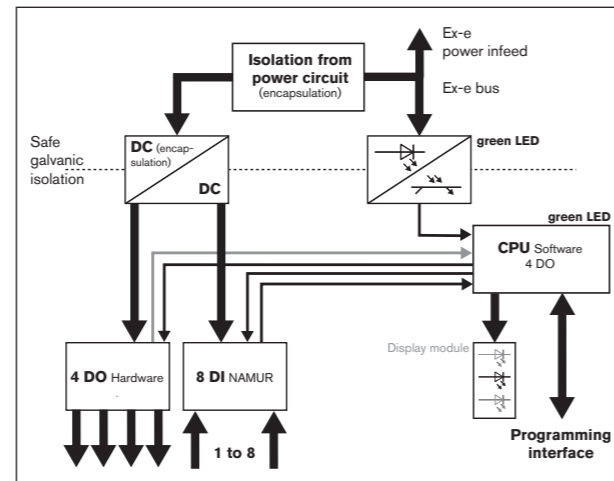 Ex-e
power infeed
Isolation from
power circuit
(encapsulation)
Ex-e bus
Safe
galvanic
isolation
DC (encap-
sulation)
DC
green LED
green LED
CPU Software
4 DO
Display module
4 DO Hardware
8 DI NAMUR
1 to 8
Programming
interface